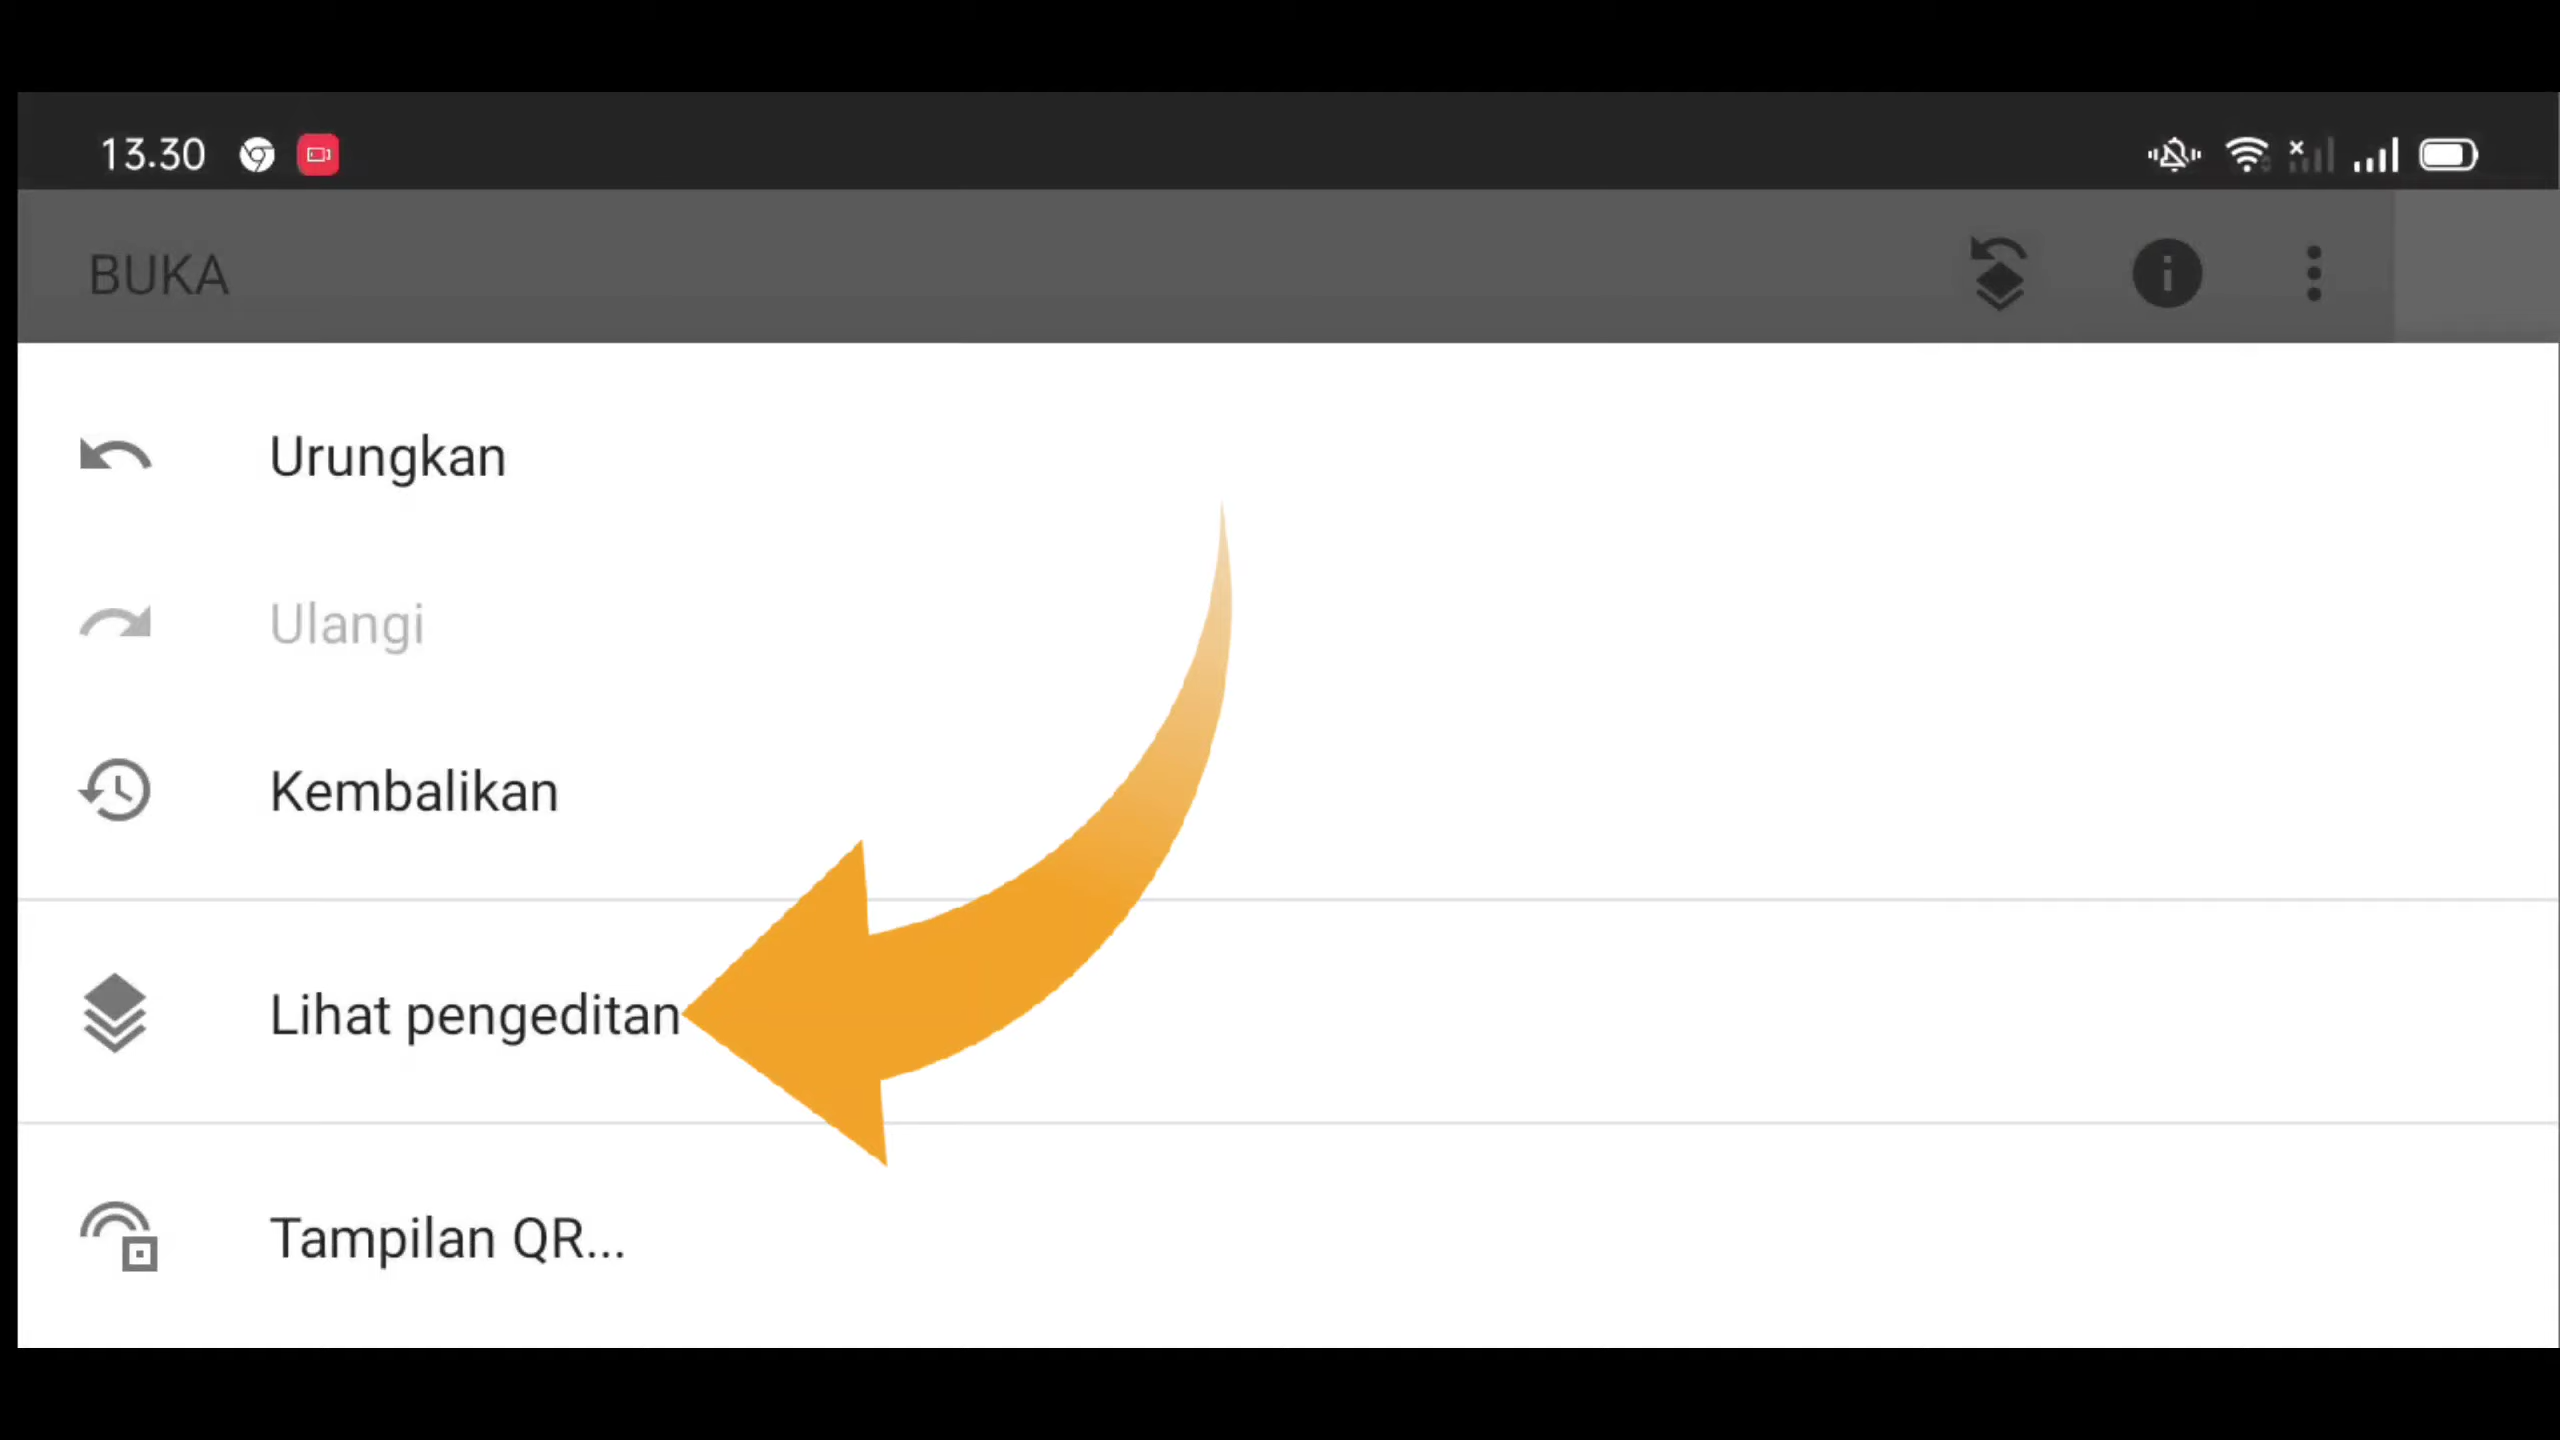 13.30
BUKA
Urungkan
Ulangi
Kembalikan
Lihat pengeditan
Tampilan QR...